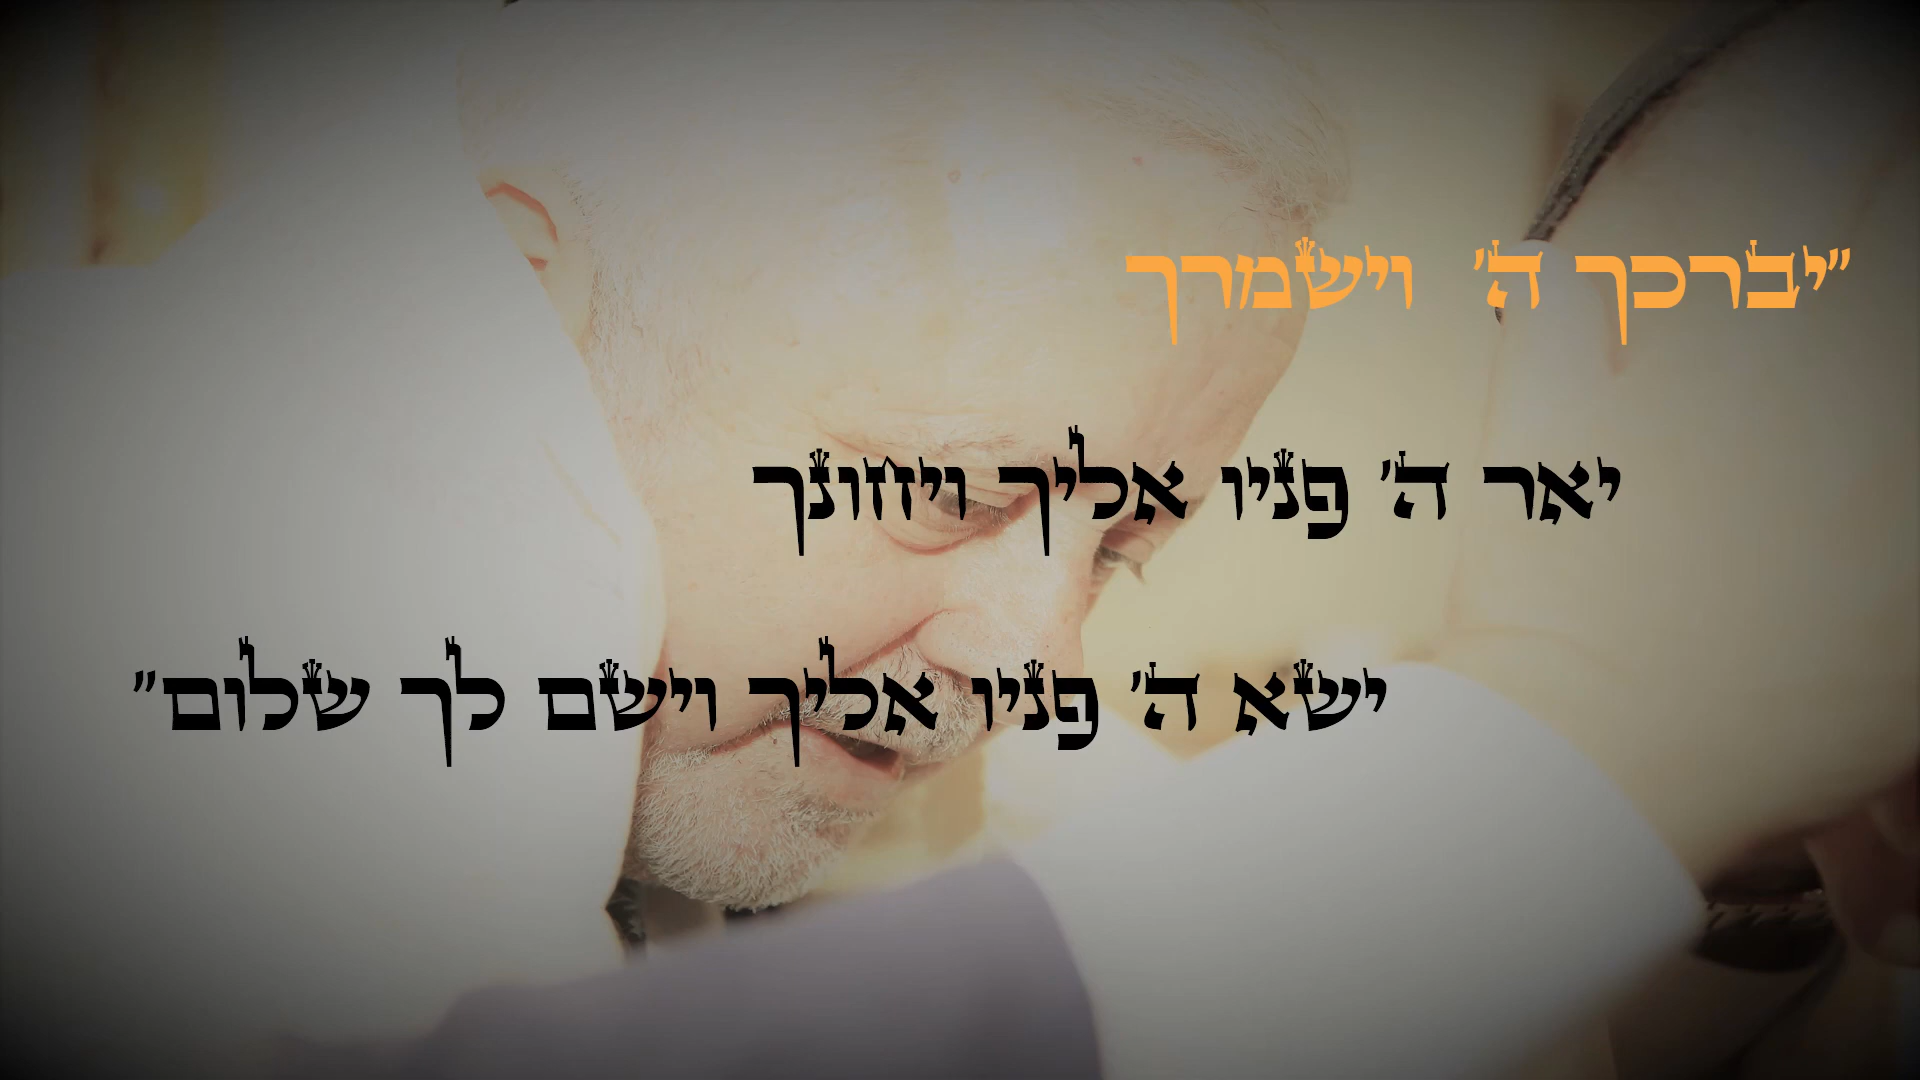 "יברכך ה' וישמרך
יאר ה' פניו אליך ויחונך
ישא ה' פניו אליך וישם לך שלום"